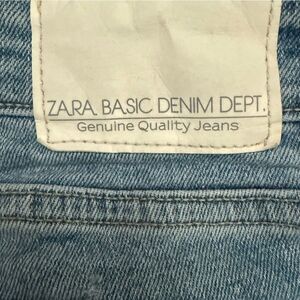 ZARA BASIC DENIM DEPT.
Genuine Quality Jeans